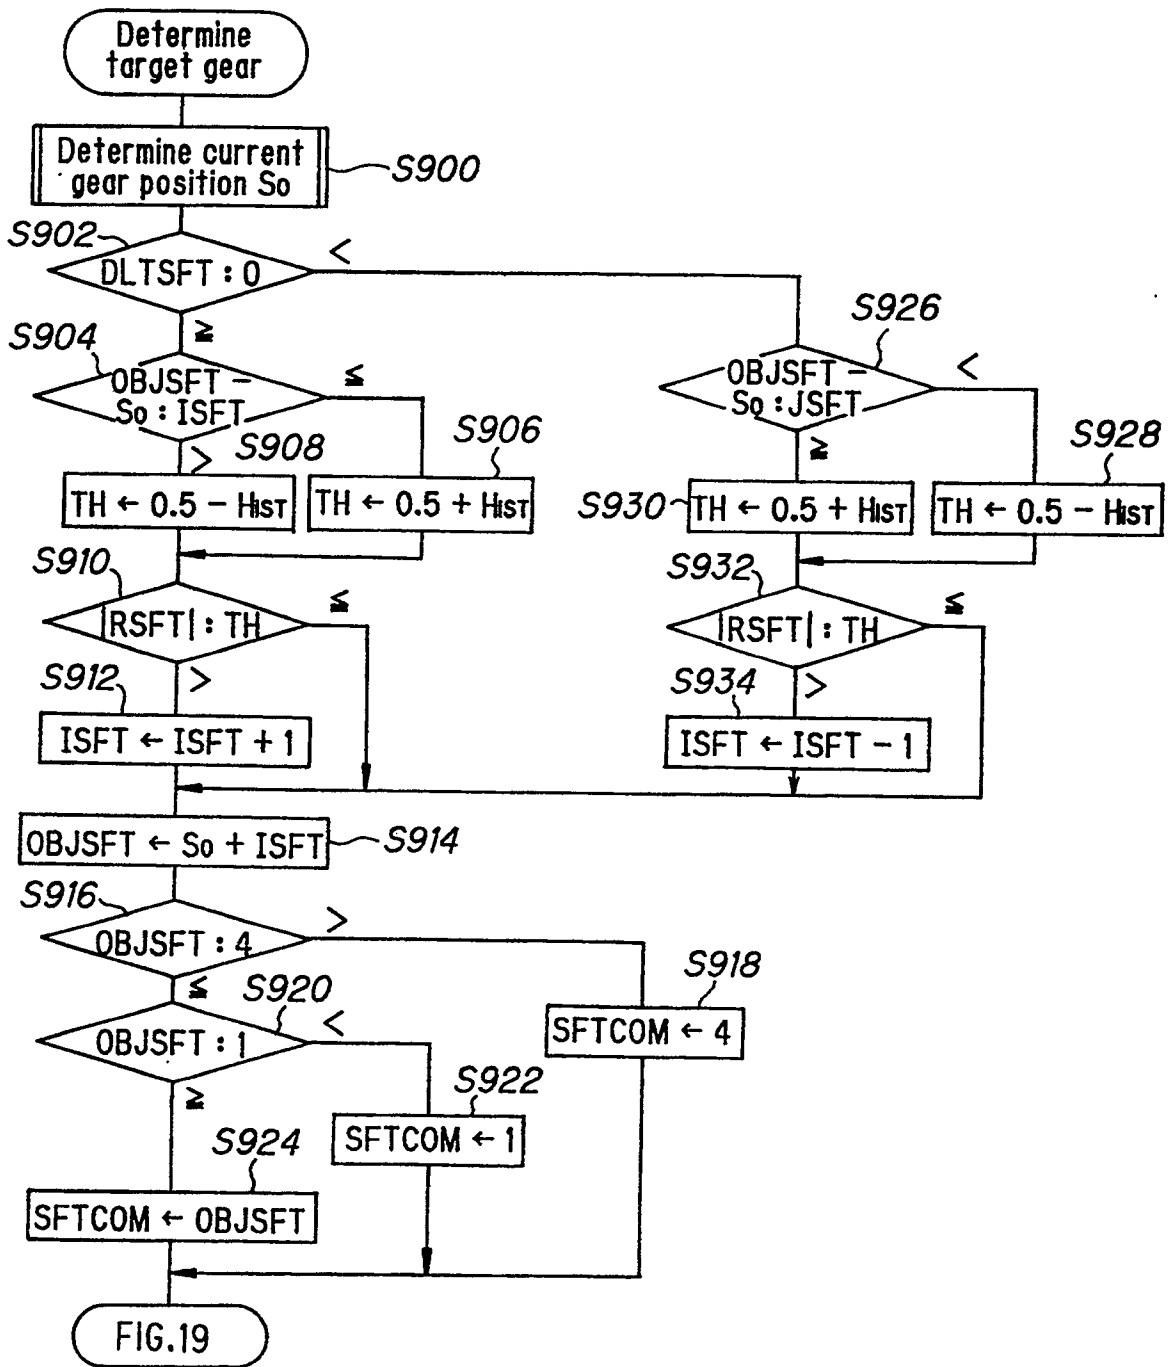 Determine
target gear
Determine current
gear position So
S900
S902
DLTSFT : 0
<
≧
S904
OBJSFT –
So : ISFT
≦
>
S908
TH ← 0.5 – HIST
S906
TH ← 0.5 + HIST
S926
OBJSFT –
So : JSFT
<
≧
S930
TH ← 0.5 + HIST
S928
TH ← 0.5 – HIST
S910
|RSFT| : TH
≦
>
S932
|RSFT| : TH
≦
>
S912
ISFT ← ISFT + 1
S934
ISFT ← ISFT – 1
OBJSFT ← So + ISFT
S914
S916
OBJSFT : 4
>
≦
S918
SFTCOM ← 4
S920
OBJSFT : 1
<
≧
S922
SFTCOM ← 1
S924
SFTCOM ← OBJSFT
FIG.19